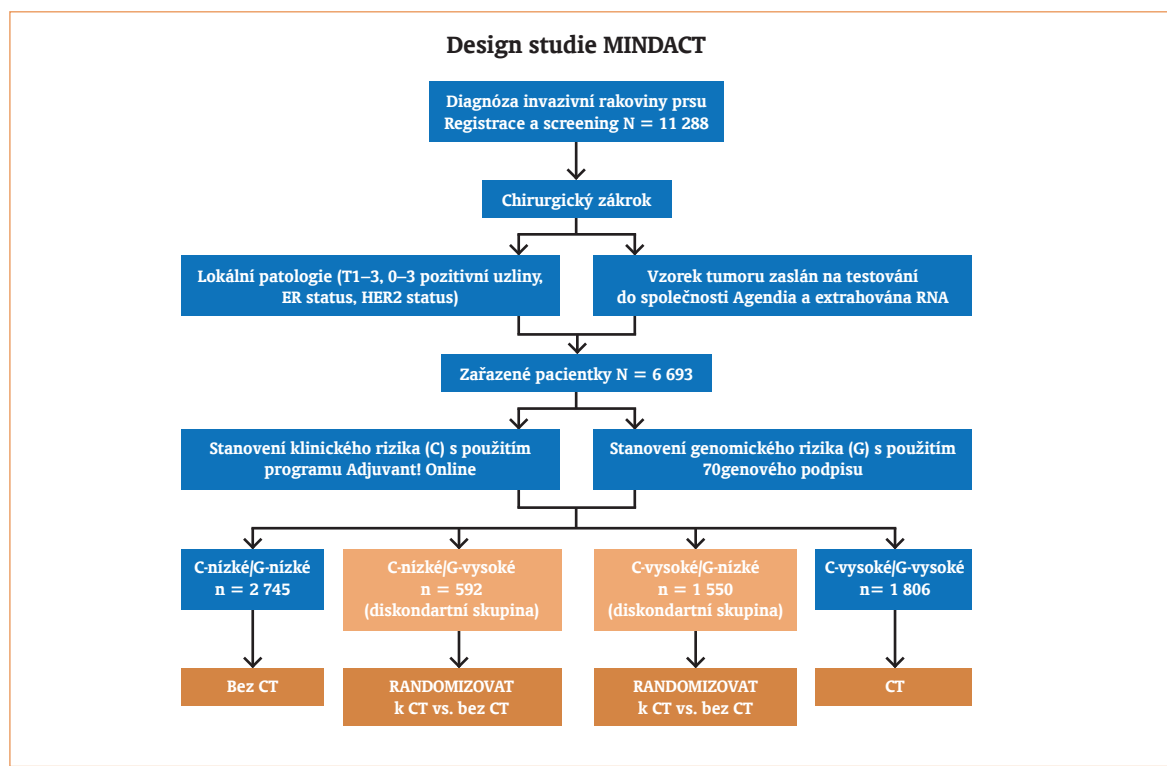 Design studie MINDACT
Diagnóza invazivní rakoviny prsu
Registrace a screening N = 11 288
Chirurgický zákrok
Lokální patologie (T1–3, 0–3 pozitivní uzliny,
ER status, HER2 status)
Vzorek tumoru zaslán na testování
do společnosti Agendia a extrahována RNA
Zařazené pacientky N = 6 693
Stanovení klinického rizika (C) s použitím
programu Adjuvant! Online
Stanovení genomického rizika (G) s použitím
70genového podpisu
C-nízké/G-nízké
n = 2 745
C-nízké/G-vysoké
n = 592
(diskondartní skupina)
C-vysoké/G-nízké
n = 1 550
(diskondartní skupina)
C-vysoké/G-vysoké
n= 1 806
Bez CT
RANDOMIZOVAT
k CT vs. bez CT
RANDOMIZOVAT
k CT vs. bez CT
CT